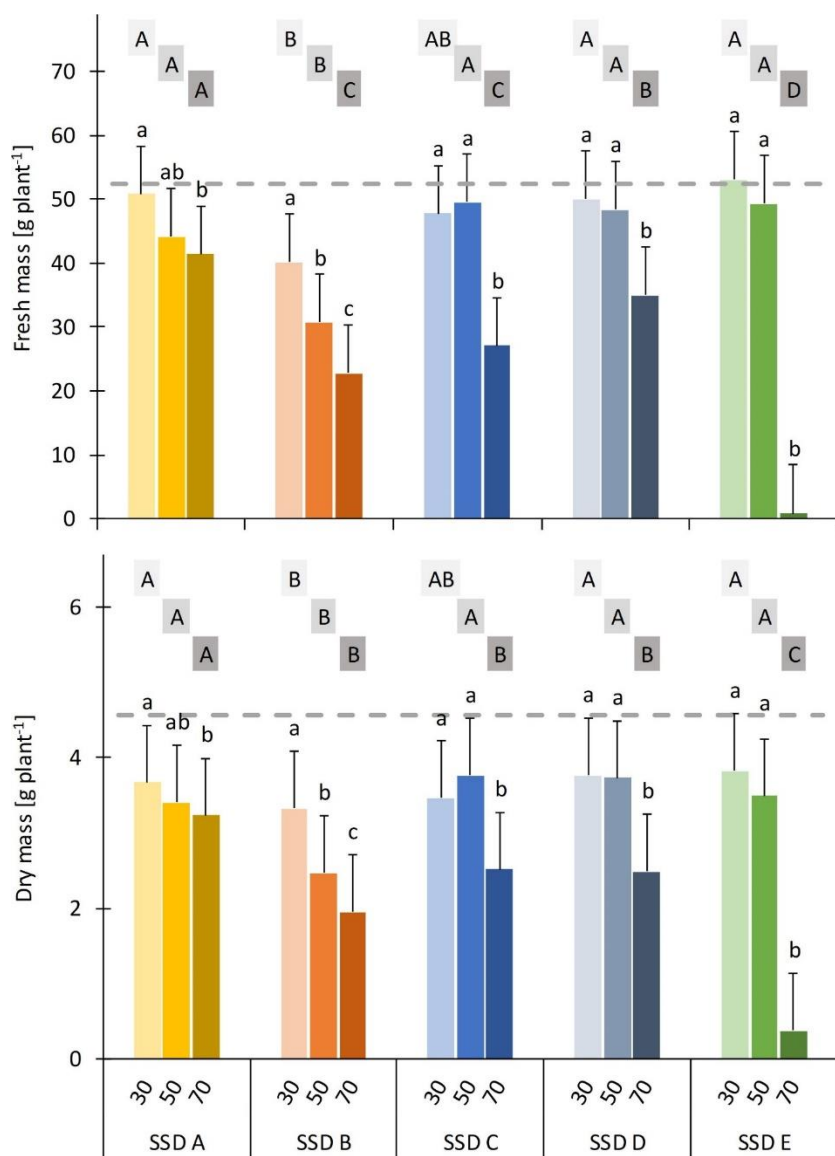 A B AB A A
A B A A A
A C C B D
70
60
50
40
30
20
10
0
Fresh mass [g plant⁻¹]
a ab b a b c a a b a a b a a b
A B AB A A
A B A A A
A B B B C
6
4
2
0
Dry mass [g plant⁻¹]
a ab b a b c a a b a a b a a b
30 50 70 30 50 70 30 50 70 30 50 70 30 50 70
SSD A SSD B SSD C SSD D SSD E